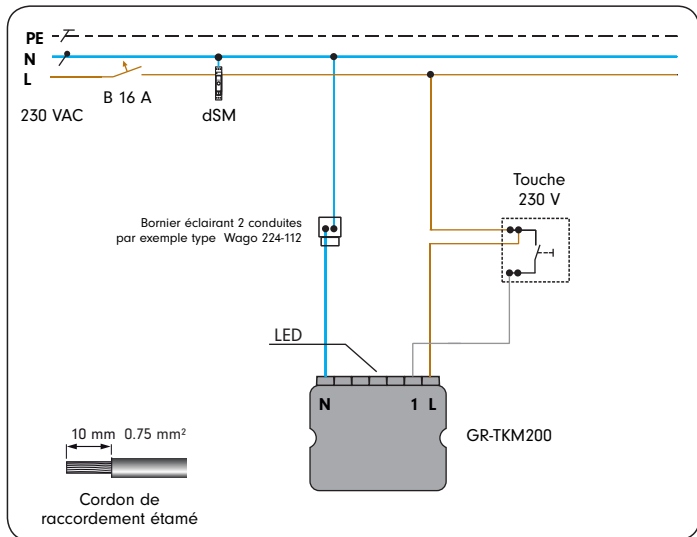 PE
N
L
B 16 A
230 VAC
dSM
Touche
230 V
Bornier éclairant 2 conduites
par exemple type Wago 224-112
LED
N
1 L
GR-TKM200
10 mm 0.75 mm²
Cordon de
raccordement étamé